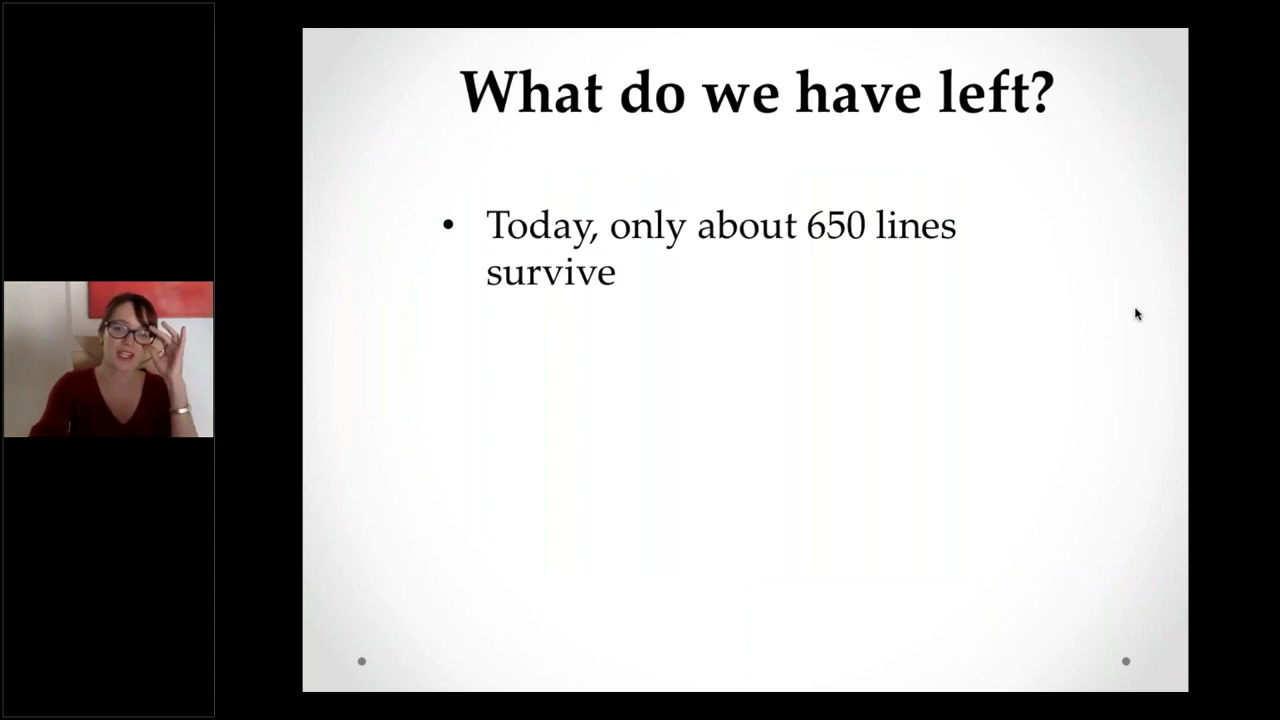 What do we have left?
• Today, only about 650 lines
survive